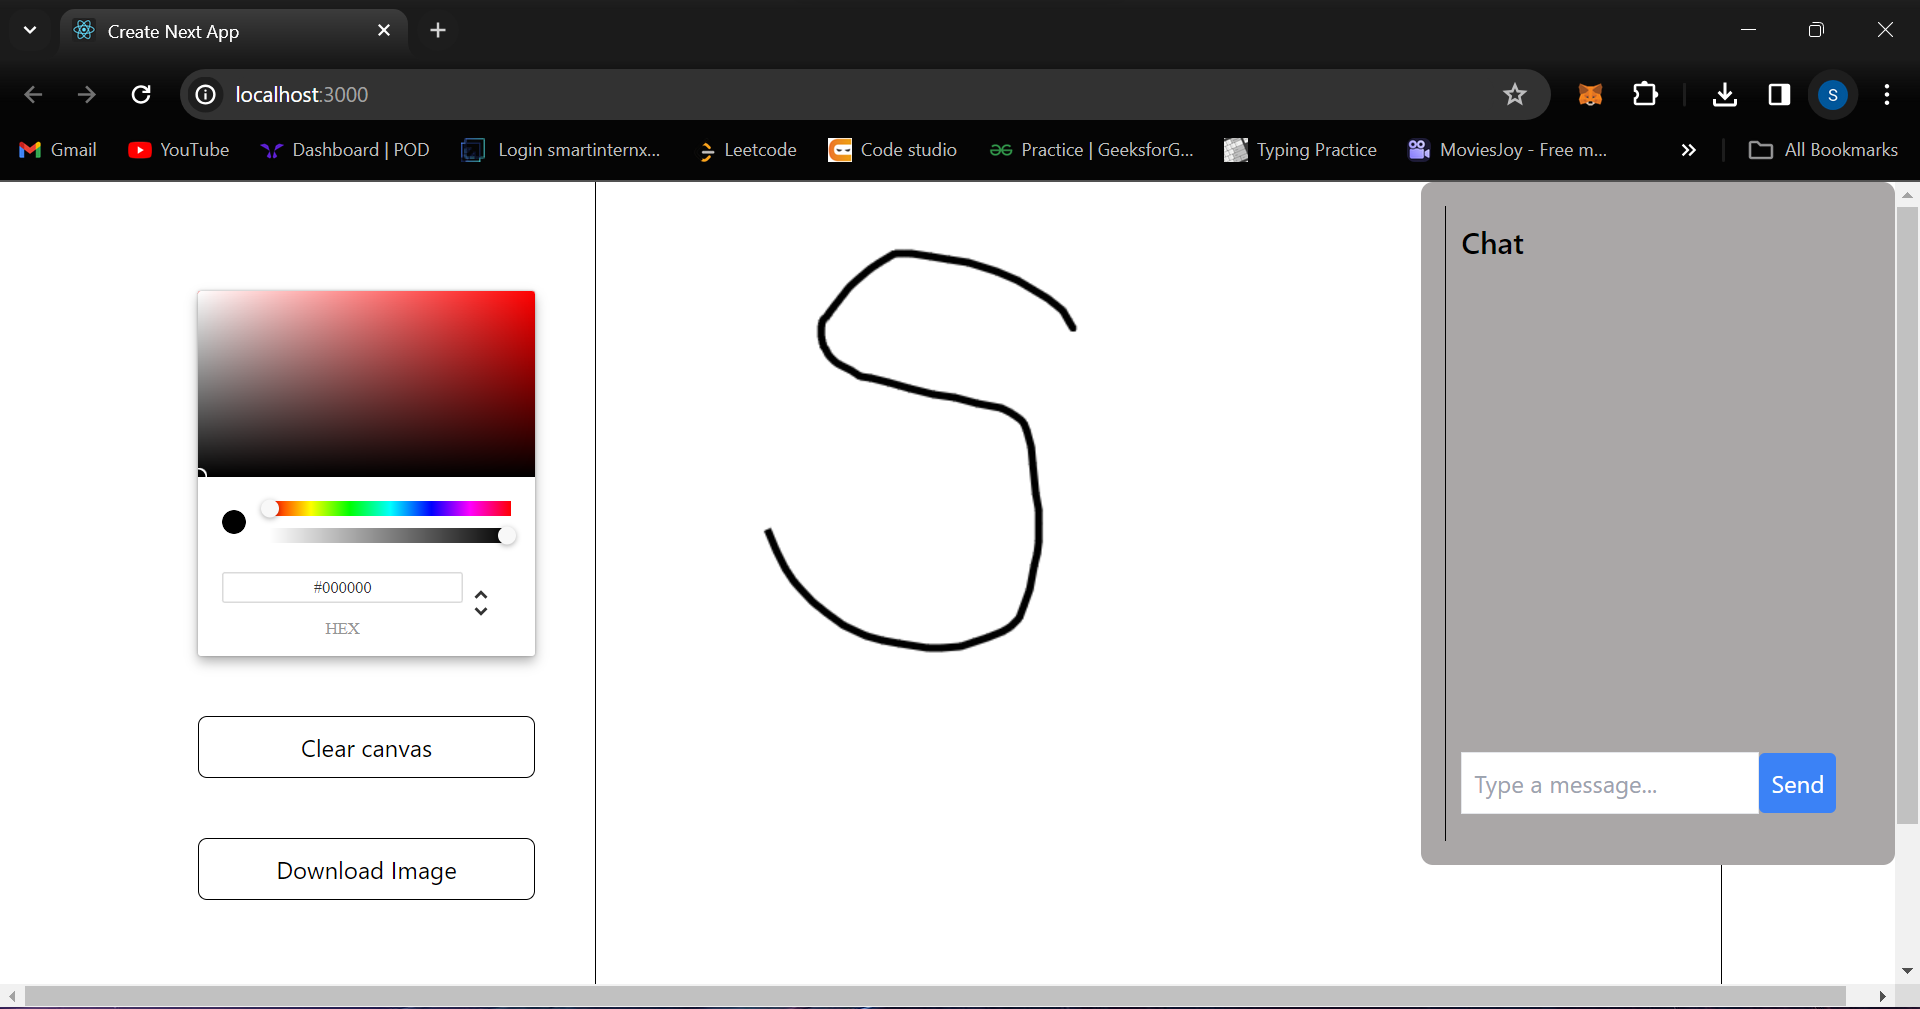 Create Next App
localhost:3000
S
Gmail YouTube Dashboard | POD Login smartinternx... Leetcode Code studio Practice | GeeksforG... Typing Practice MoviesJoy - Free m... All Bookmarks
S
Chat
#000000
HEX
Clear canvas
Type a message... Send
Download Image